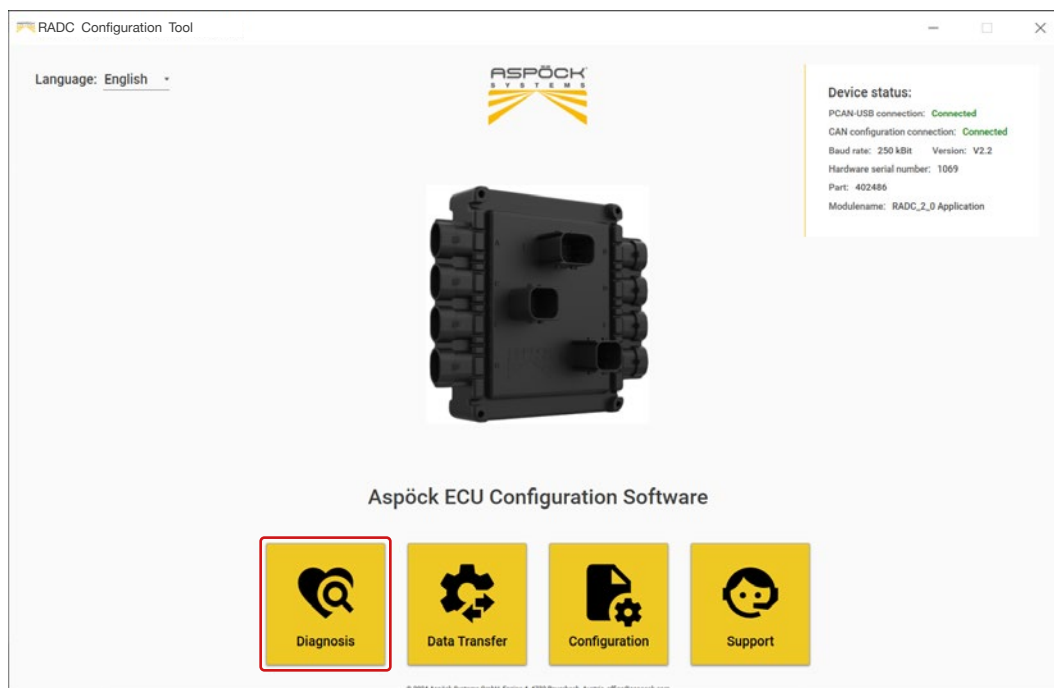 RADC Configuration Tool
Language: English
ASPÖCK
SYSTEMS
Device status:
PCAN-USB connection: Connected
CAN configuration connection: Connected
Baud rate: 250 kBit Version: V2.2
Hardware serial number: 1069
Part: 402486
Modulename: RADC_2_0 Application
Aspöck ECU Configuration Software
Diagnosis
Data Transfer
Configuration
Support